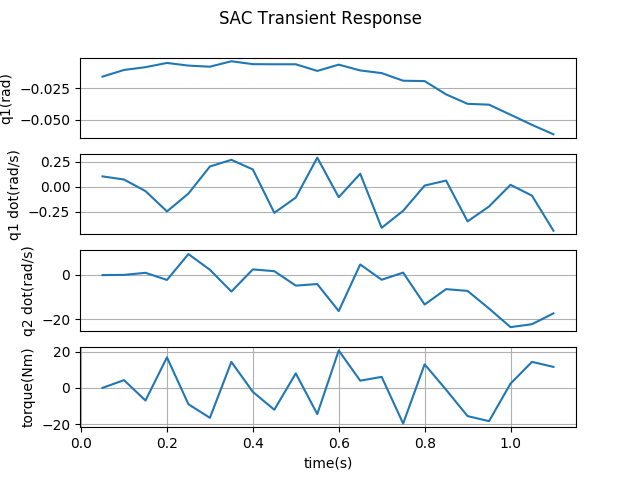 SAC Transient Response
q1(rad)
−0.025
−0.050
q1 dot(rad/s)
0.25
0.00
−0.25
q2 dot(rad/s)
0
−20
torque(Nm)
20
0
−20
0.0 0.2 0.4 0.6 0.8 1.0
time(s)